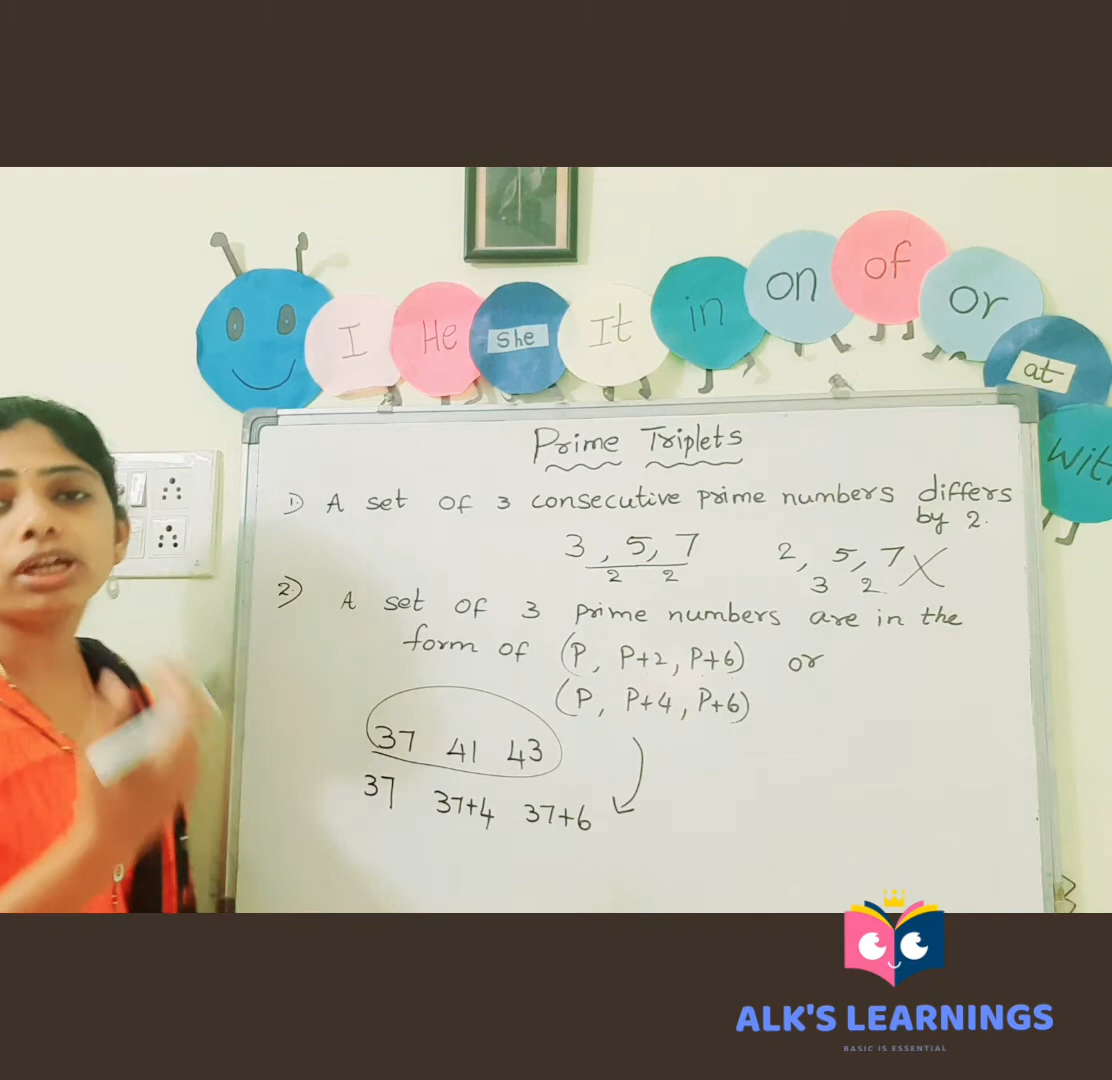 I He she It in on of or at
Prime Triplets
1) A set of 3 consecutive prime numbers differs
by 2.
3, 5, 7 2, 5, 7 X
2 2 3 2
2) A set of 3 prime numbers are in the
form of (P, P+2, P+6) or
(P, P+4, P+6)
37 41 43
37 37+4 37+6
ALK'S LEARNINGS
BASIC IS ESSENTIAL